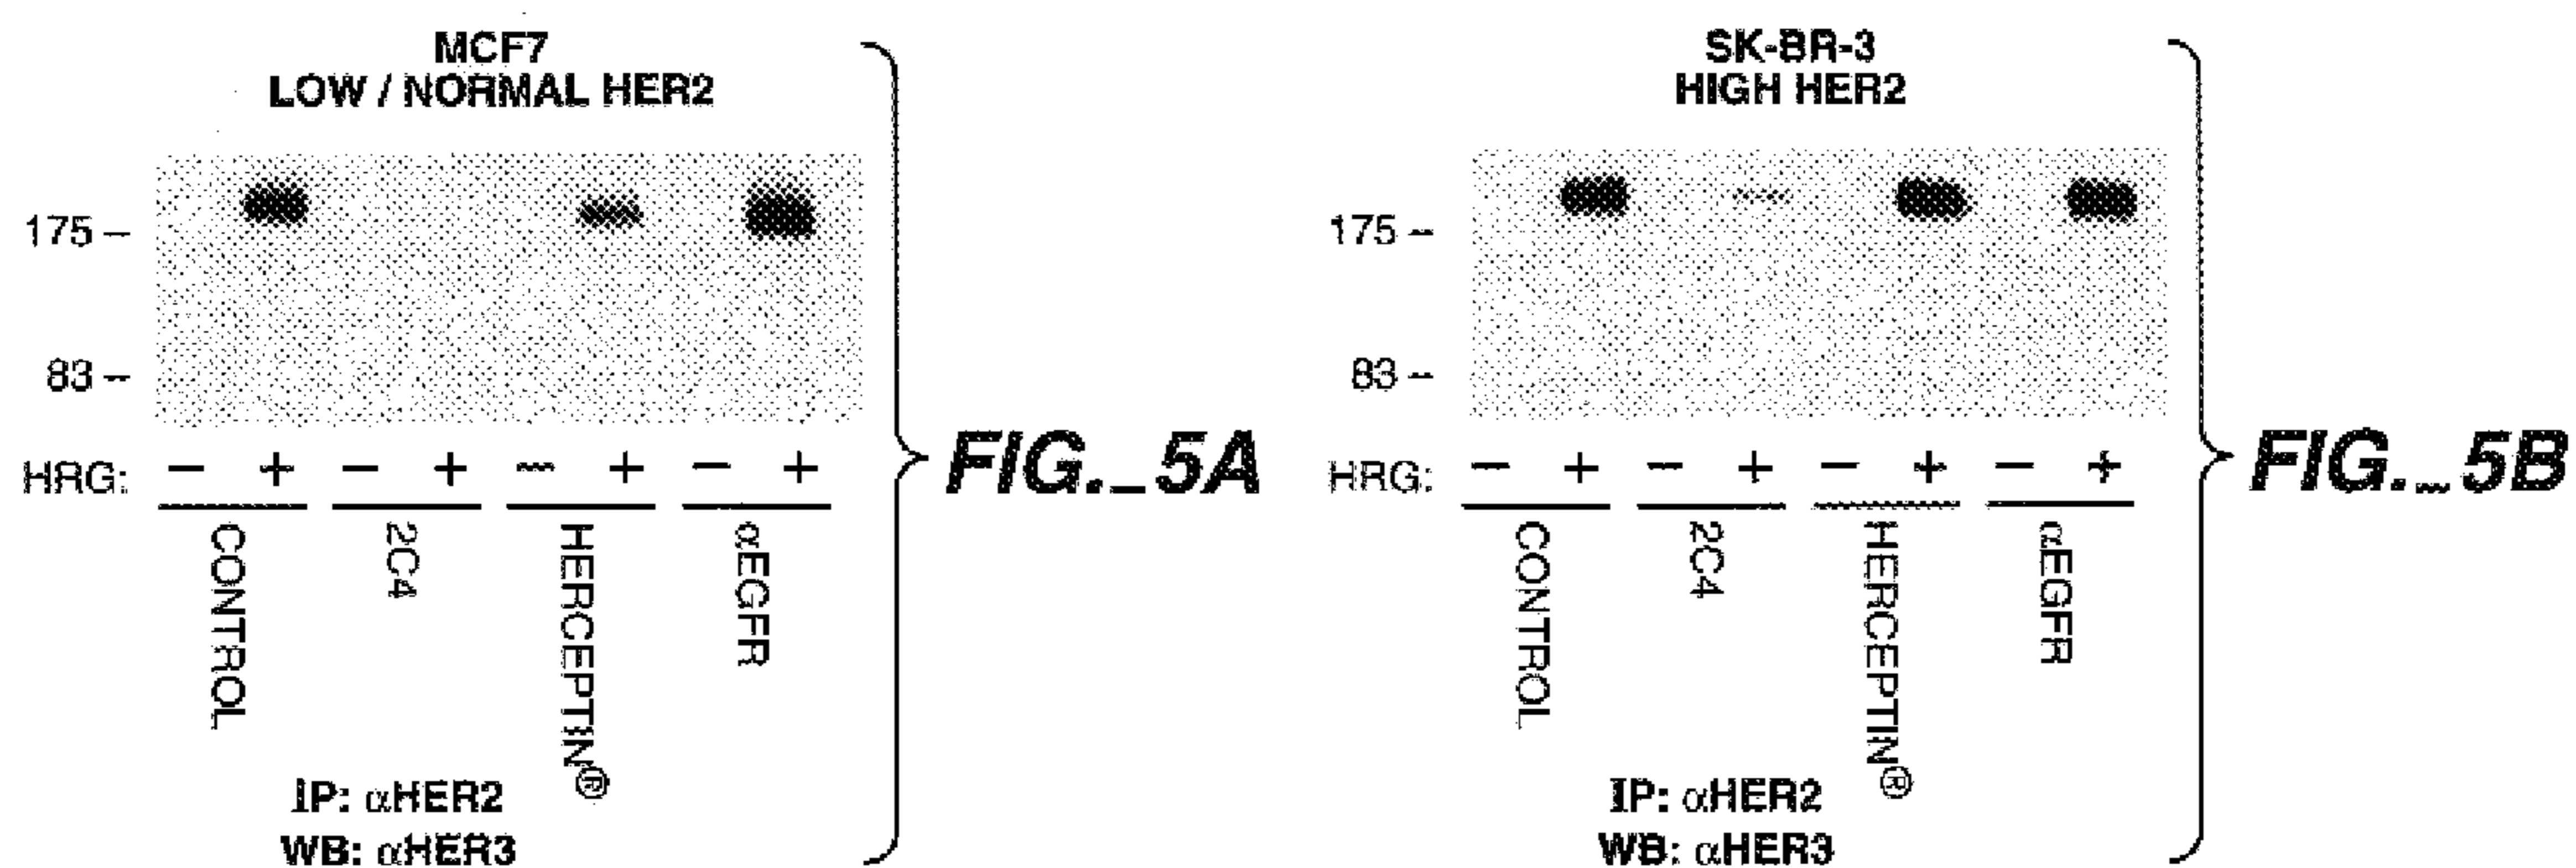 MCF7
LOW / NORMAL HER2
175 –
83 –
HRG: – + – + – + – +
CONTROL
2C4
HERCEPTIN®
αEGFR
IP: αHER2
WB: αHER3
FIG._5A
SK-BR-3
HIGH HER2
175 –
83 –
HRG: – + – + – + – +
CONTROL
2C4
HERCEPTIN®
αEGFR
IP: αHER2
WB: αHER3
FIG._5B